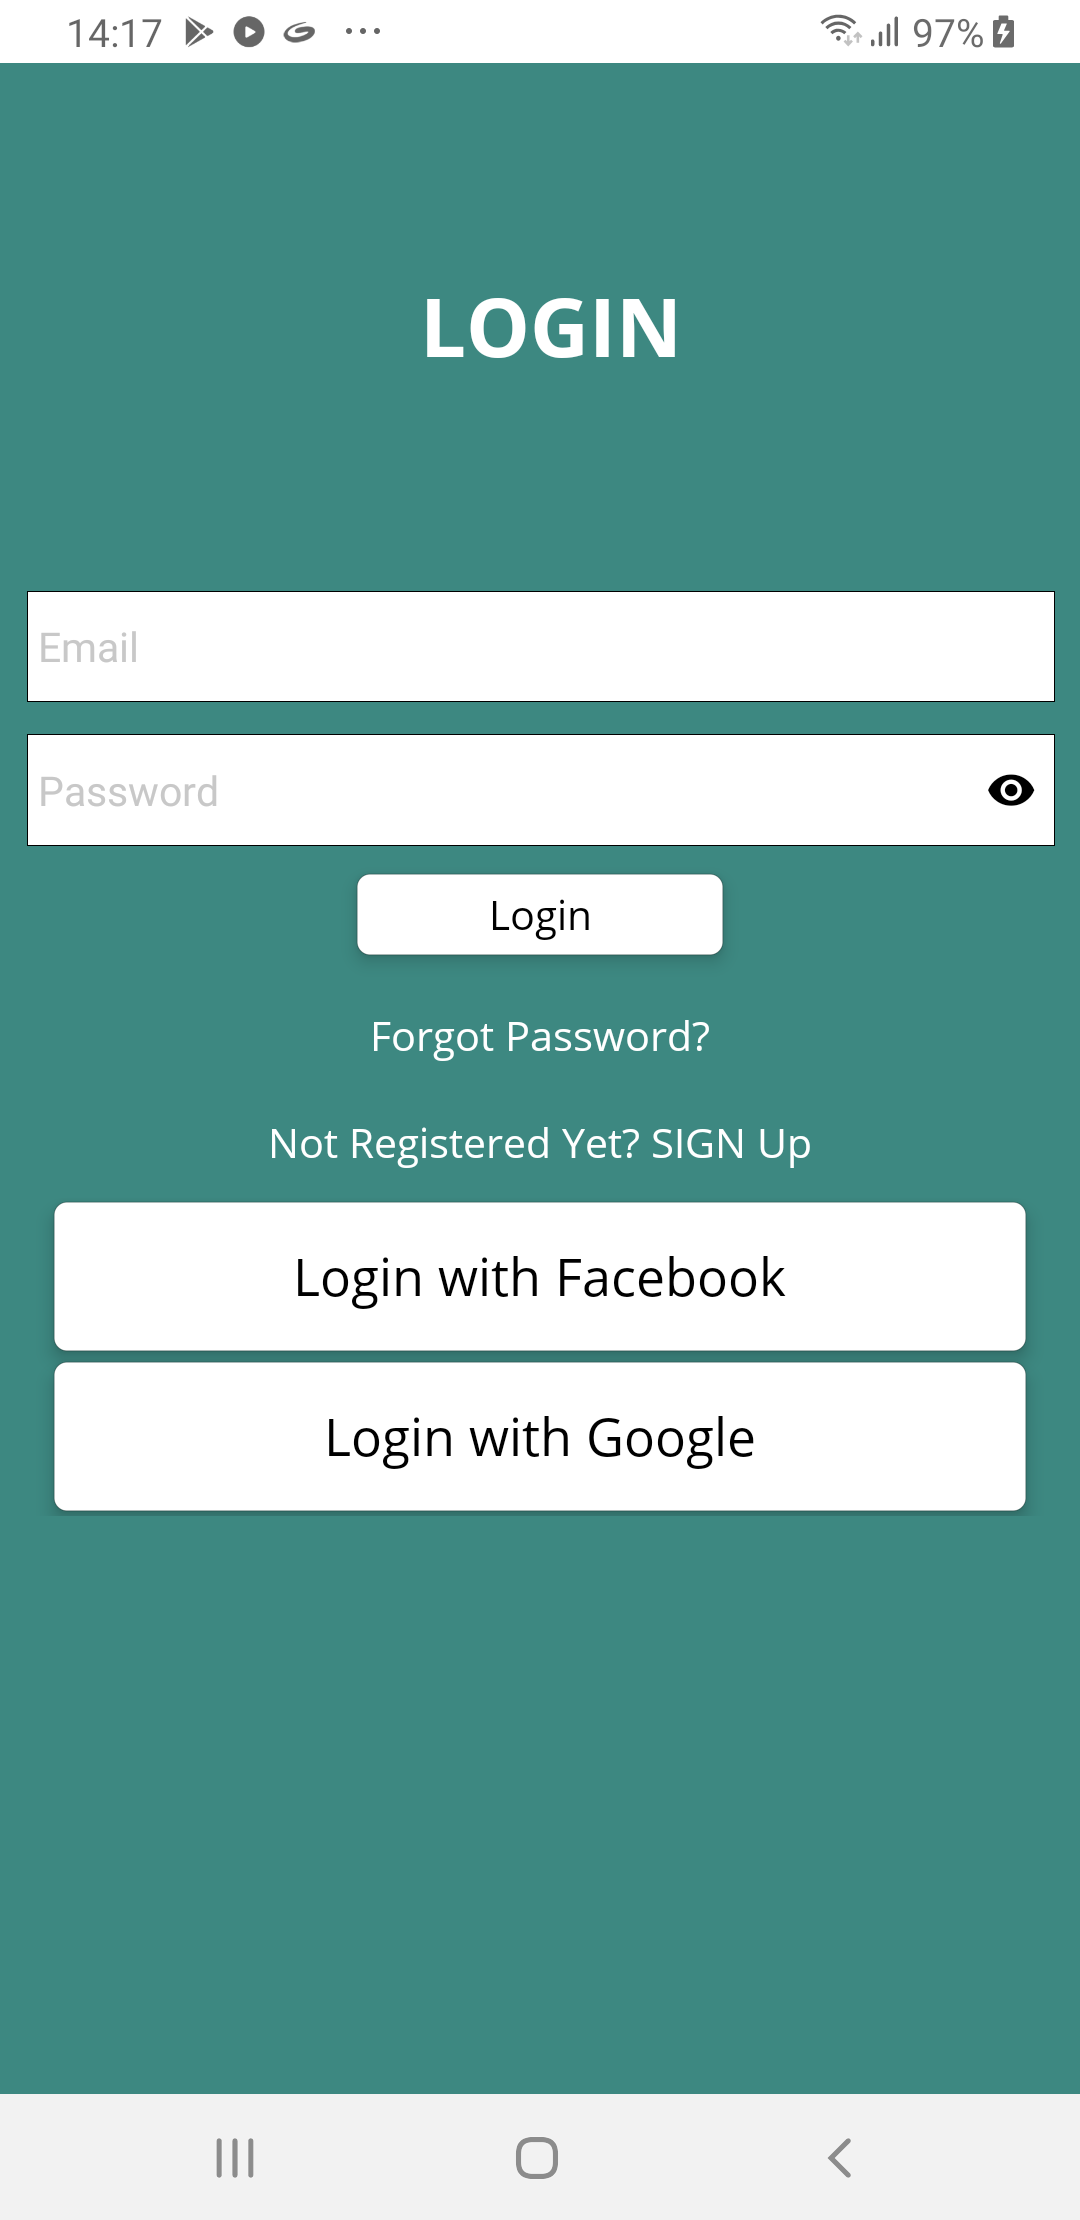 14:17 97%
LOGIN
Email
Password
Login
Forgot Password?
Not Registered Yet? SIGN Up
Login with Facebook
Login with Google